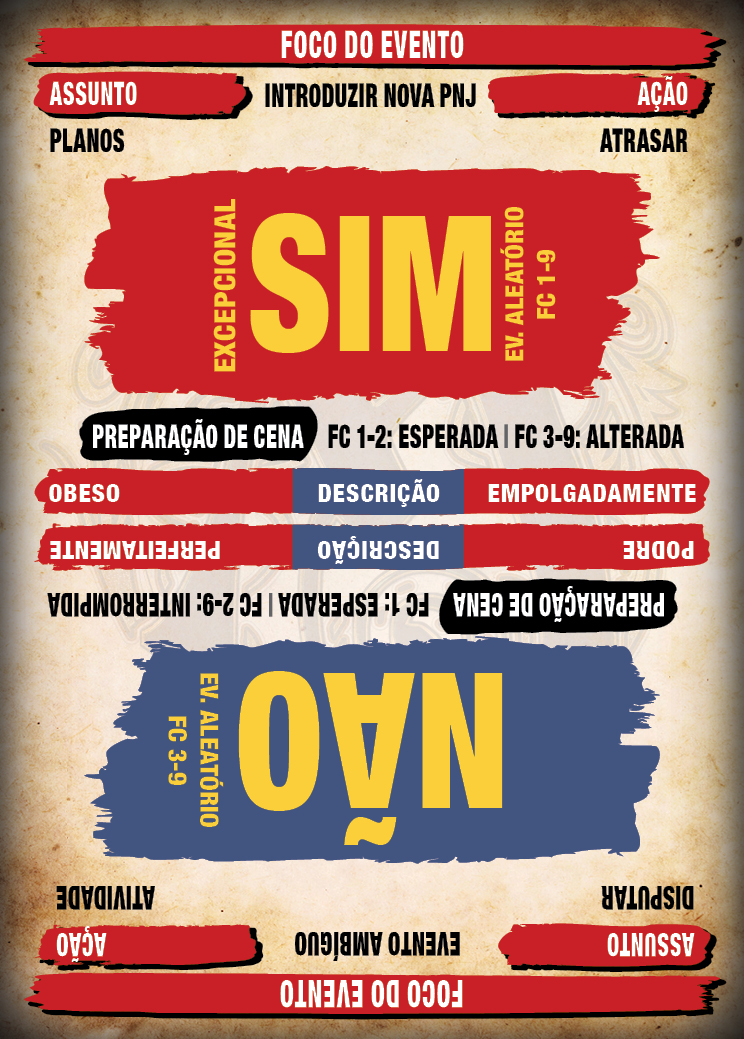 FOCO DO EVENTO
ASSUNTO INTRODUZIR NOVA PNJ AÇÃO
PLANOS ATRASAR
EXCEPCIONAL
SIM
EV. ALEATÓRIO
FC 1-9
PREPARAÇÃO DE CENA FC 1-2: ESPERADA | FC 3-9: ALTERADA
OBESO DESCRIÇÃO EMPOLGADAMENTE
FOCO DO EVENTO
ASSUNTO EVENTO AMBÍGUO AÇÃO
DISPUTAR ATIVIDADE
NÃO
EV. ALEATÓRIO
FC 3-9
PREPARAÇÃO DE CENA FC 1: ESPERADA | FC 2-9: INTERROMPIDA
PODRE DESCRIÇÃO PERFEITAMENTE